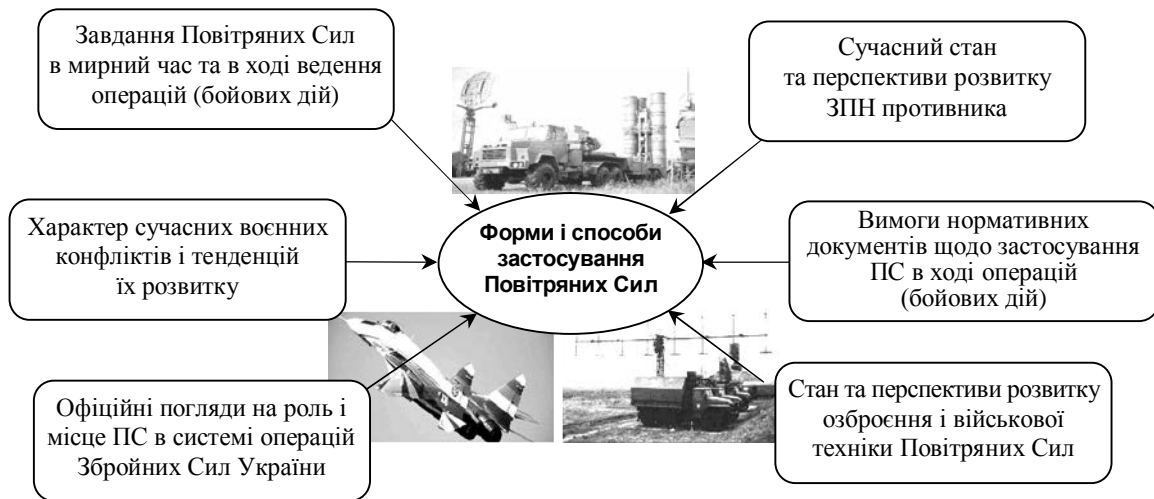 Завдання Повітряних Сил
в мирний час та в ході ведення
операцій (бойових дій)
Сучасний стан
та перспективи розвитку
ЗПН противника
Характер сучасних воєнних
конфліктів і тенденцій
їх розвитку
Форми і способи
застосування
Повітряних Сил
Вимоги нормативних
документів щодо застосування
ПС в ході операцій
(бойових дій)
Офіційні погляди на роль і
місце ПС в системі операцій
Збройних Сил України
Стан та перспективи розвитку
озброєння і військової
техніки Повітряних Сил